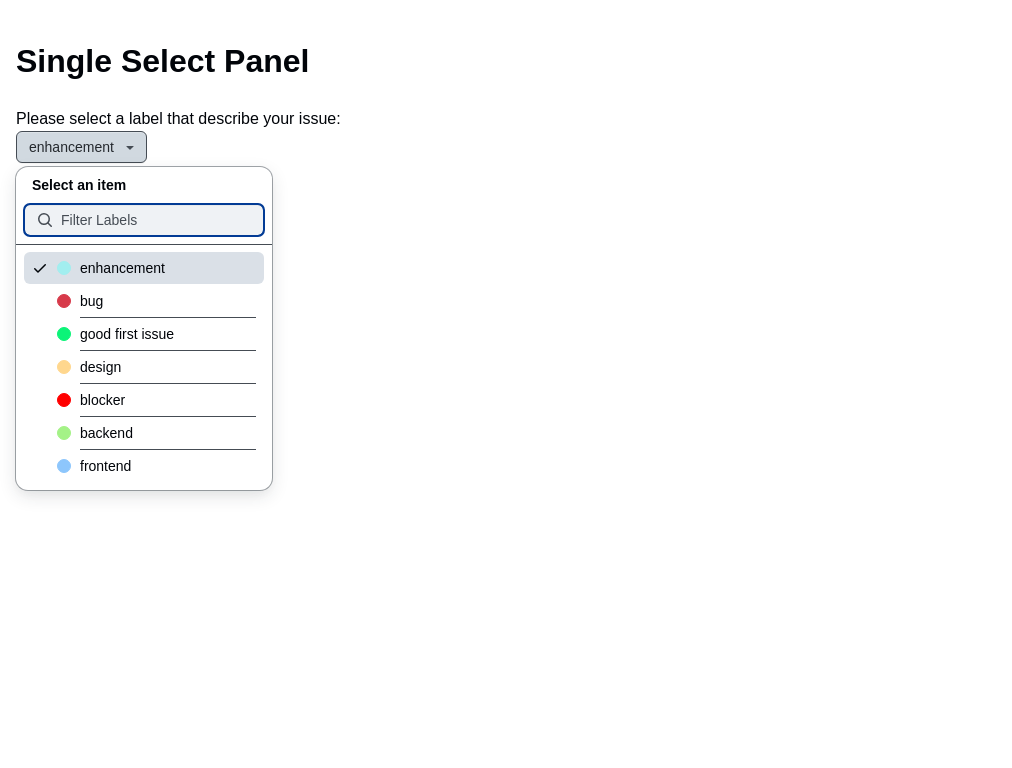 Single Select Panel
Please select a label that describe your issue:
enhancement
Select an item
Filter Labels
enhancement
bug
good first issue
design
blocker
backend
frontend